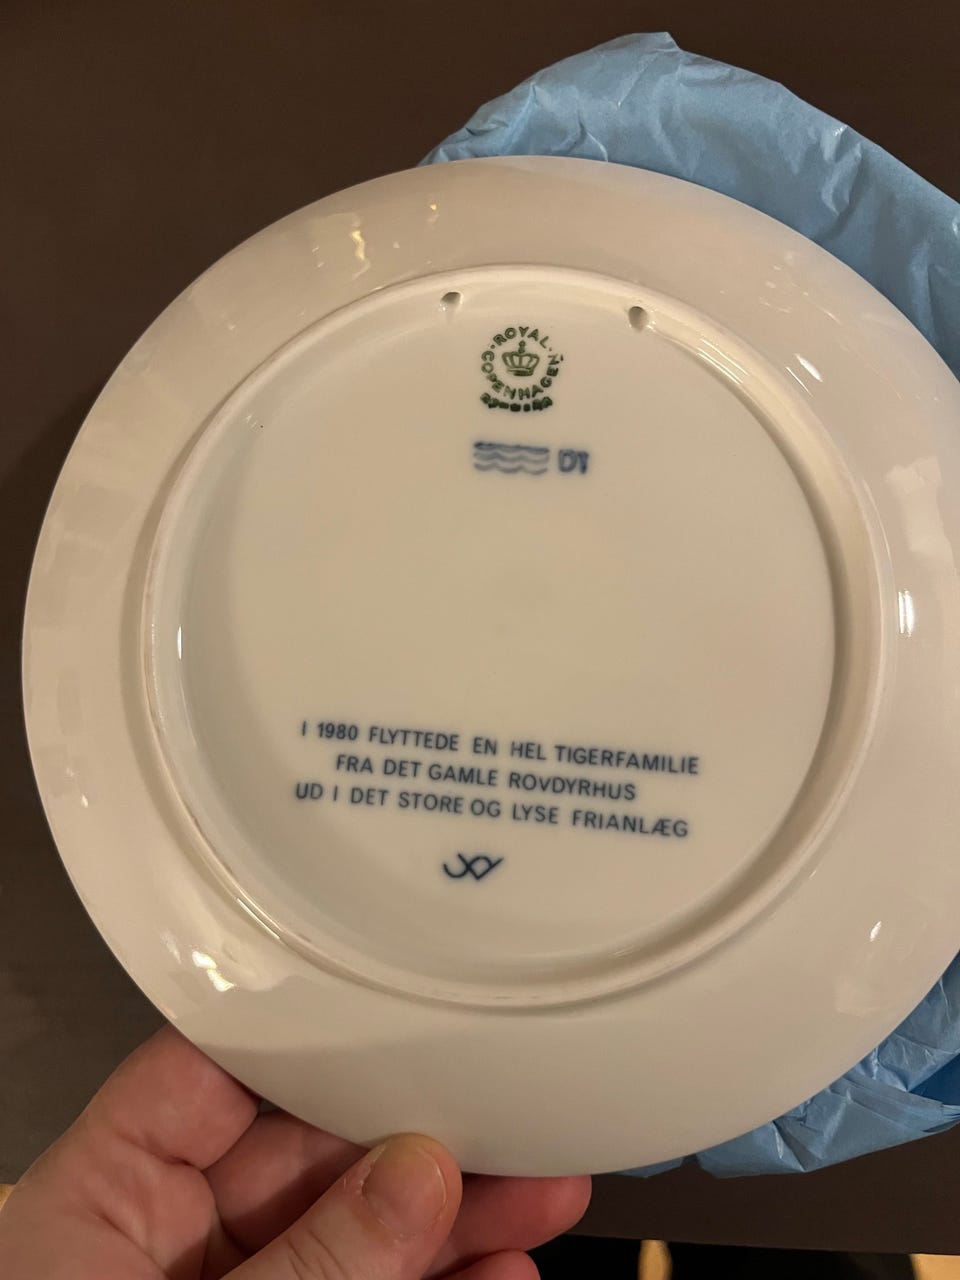 ROYAL
COPENHAGEN
I 1980 FLYTTEDE EN HEL TIGERFAMILIE
FRA DET GAMLE ROVDYRHUS
UD I DET STORE OG LYSE FRIANLÆG